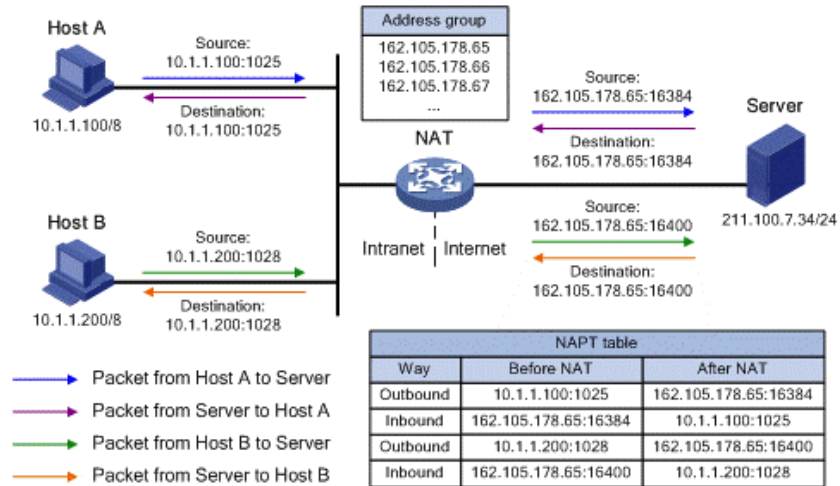 Host A
Source:
10.1.1.100:1025
Destination:
10.1.1.100:1025
10.1.1.100/8
Address group
162.105.178.65
162.105.178.66
162.105.178.67
...
NAT
Source:
162.105.178.65:16384
Destination:
162.105.178.65:16384
Server
211.100.7.34/24
Host B
Source:
10.1.1.200:1028
Destination:
10.1.1.200:1028
10.1.1.200/8
Intranet
Internet
Source:
162.105.178.65:16400
Destination:
162.105.178.65:16400
Packet from Host A to Server
Packet from Server to Host A
Packet from Host B to Server
Packet from Server to Host B
NAPT table
Way Before NAT After NAT
Outbound 10.1.1.100:1025 162.105.178.65:16384
Inbound 162.105.178.65:16384 10.1.1.100:1025
Outbound 10.1.1.200:1028 162.105.178.65:16400
Inbound 162.105.178.65:16400 10.1.1.200:1028